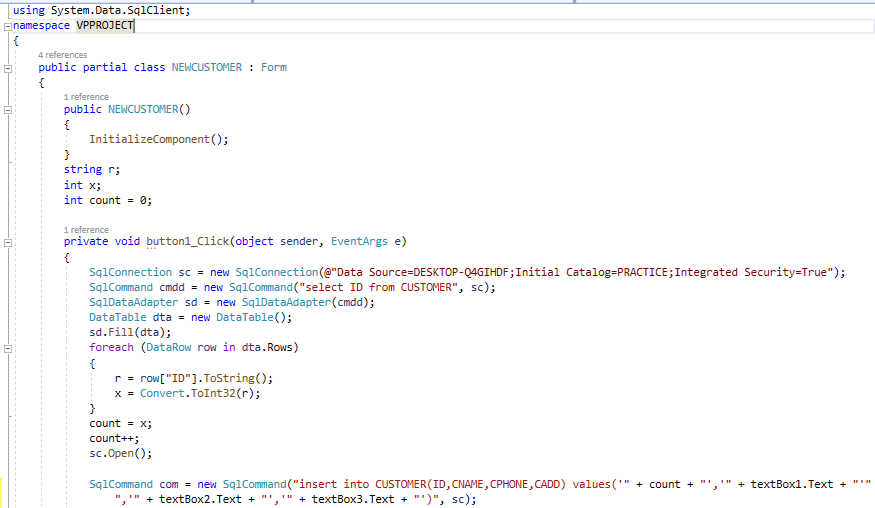 using System.Data.SqlClient;
namespace VPPROJECT
{
4 references
public partial class NEWCUSTOMER : Form
{
1 reference
public NEWCUSTOMER()
{
InitializeComponent();
}
string r;
int x;
int count = 0;
1 reference
private void button1_Click(object sender, EventArgs e)
{
SqlConnection sc = new SqlConnection(@"Data Source=DESKTOP-Q4GIHDF;Initial Catalog=PRACTICE;Integrated Security=True");
SqlCommand cmdd = new SqlCommand("select ID from CUSTOMER", sc);
SqlDataAdapter sd = new SqlDataAdapter(cmdd);
DataTable dta = new DataTable();
sd.Fill(dta);
foreach (DataRow row in dta.Rows)
{
r = row["ID"].ToString();
x = Convert.ToInt32(r);
}
count = x;
count++;
sc.Open();
SqlCommand com = new SqlCommand("insert into CUSTOMER(ID,CNAME,CPHONE,CADD) values('" + count + "','" + textBox1.Text + "'"
","'" + textBox2.Text + "','" + textBox3.Text + "')", sc);